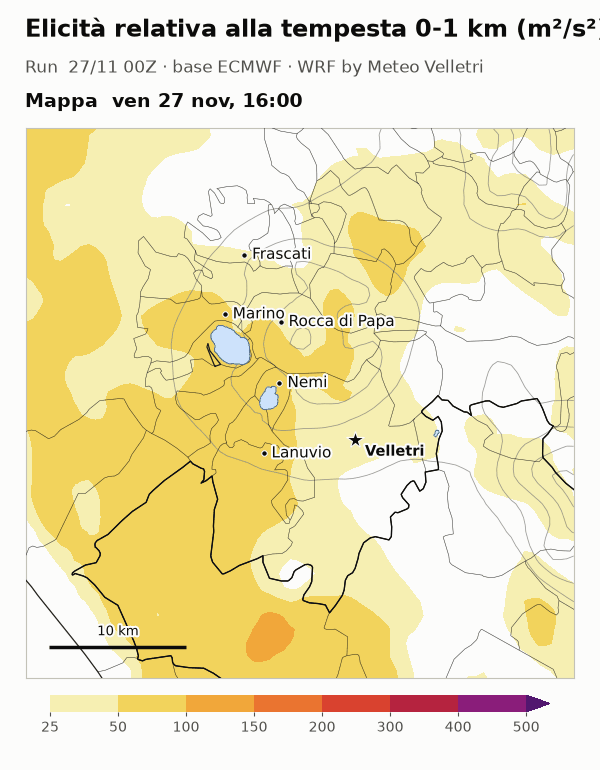 Elicità relativa alla tempesta 0-1 km (m²/s²)
Run  27/11 00Z · base ECMWF · WRF by Meteo Velletri
Mappa  ven 27 nov, 16:00
Frascati
Marino
Rocca di Papa
Nemi
Velletri
Lanuvio
10 km
25 50 100 150 200 300 400 500